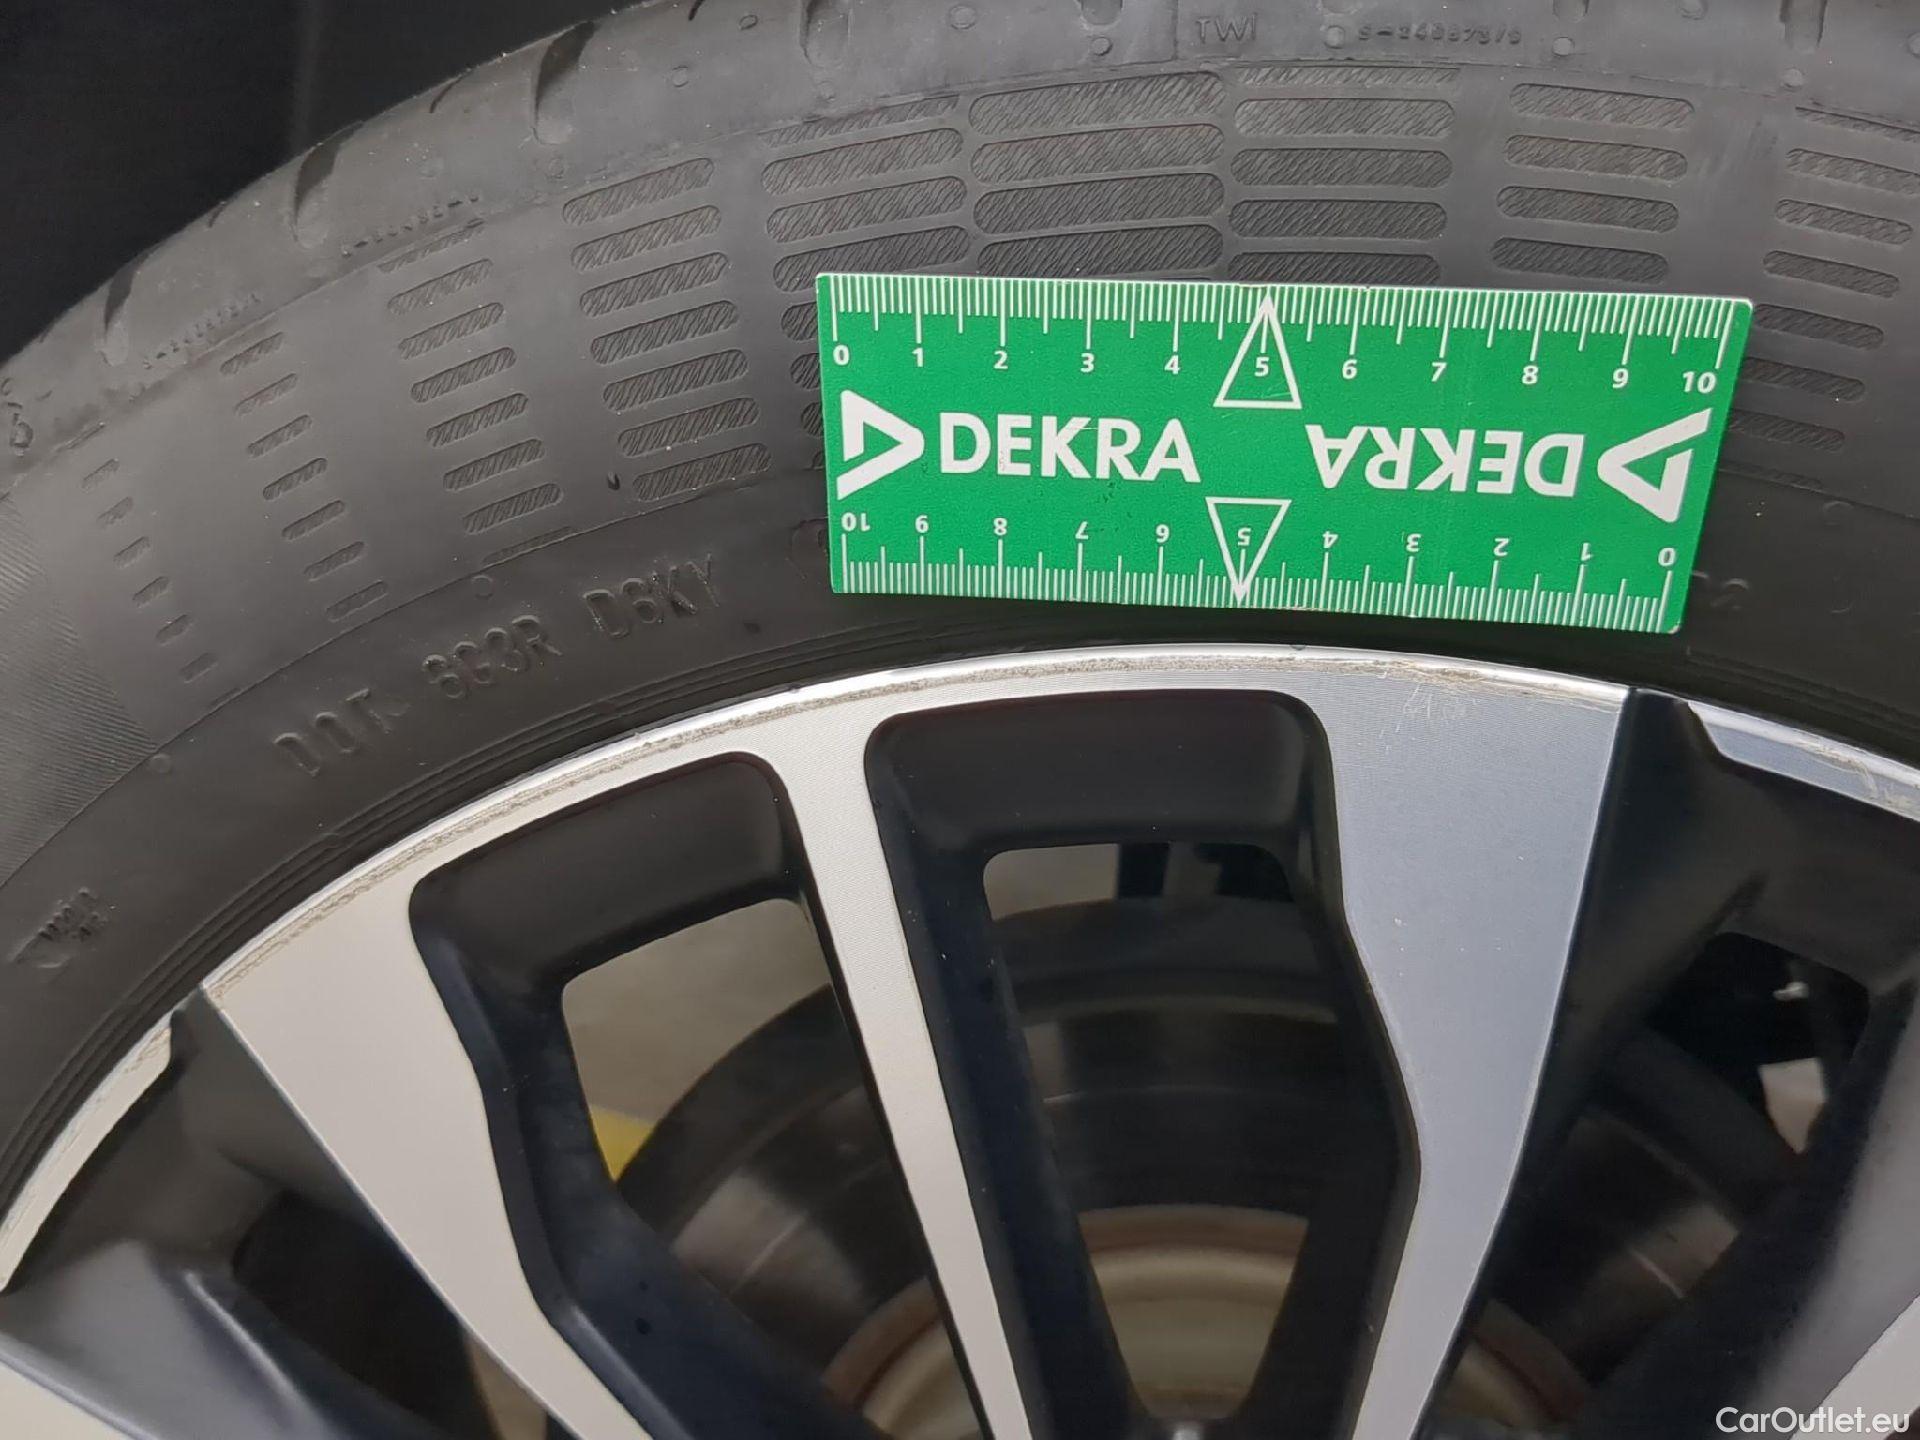 TWI
0 1 2 3 4 5 6 7 8 9 10
DEKRA DEKRA
10 9 8 7 6 5 4 3 2 1 0
DOT 6G3R D6KY
CarOutlet.eu